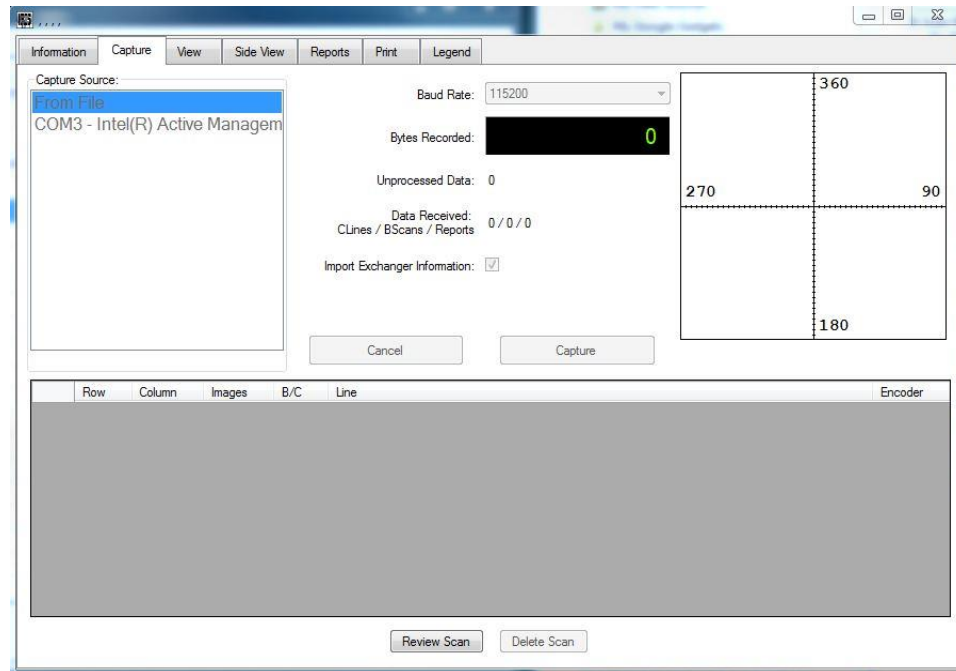 , , , ,
Information Capture View Side View Reports Print Legend
Capture Source:
From File
COM3 - Intel(R) Active Managem
Baud Rate: 115200
Bytes Recorded: 0
Unprocessed Data: 0
Data Received:
CLines / BScans / Reports 0 / 0 / 0
Import Exchanger Information:
Cancel Capture
360
270 90
180
Row Column Images B/C Line Encoder
Review Scan Delete Scan